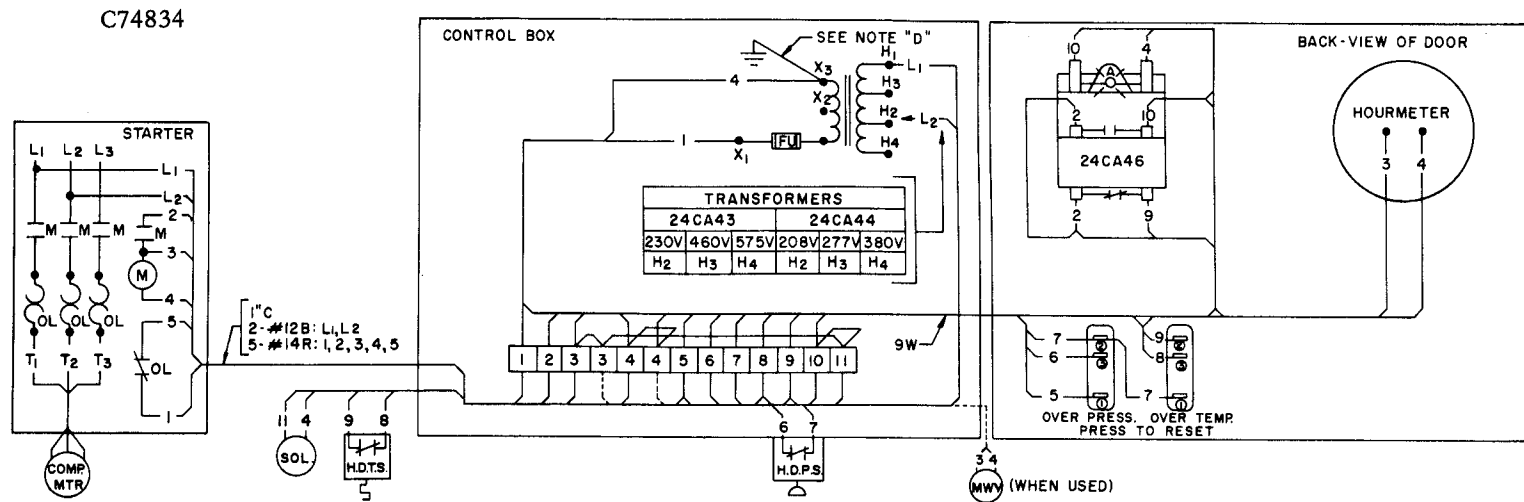 C74834
CONTROL BOX
SEE NOTE "D"
H1
L1
X3
4
H3
X2
H2
L2
1
X1
FU
H4
TRANSFORMERS
24CA43 24CA44
230V 460V 575V 208V 277V 380V
H2 H3 H4 H2 H3 H4
STARTER
L1 L2 L3
L1
L2
2
M M M M
3
M
4
OL OL OL
5
T1 T2 T3
OL
1
COMP. MTR
1"C
2-#12B: L1, L2
5-#14R: 1, 2, 3, 4, 5
11 4
SOL.
9 8
H.D.T.S.
1 2 3 3 4 4 5 6 7 8 9 10 11
9W
6 7
H.D.P.S.
3 4
MWV (WHEN USED)
BACK-VIEW OF DOOR
10 4
A
2 10
24CA46
2 9
HOURMETER
3 4
7
6
5
9
8
7
OVER PRESS. OVER TEMP.
PRESS TO RESET